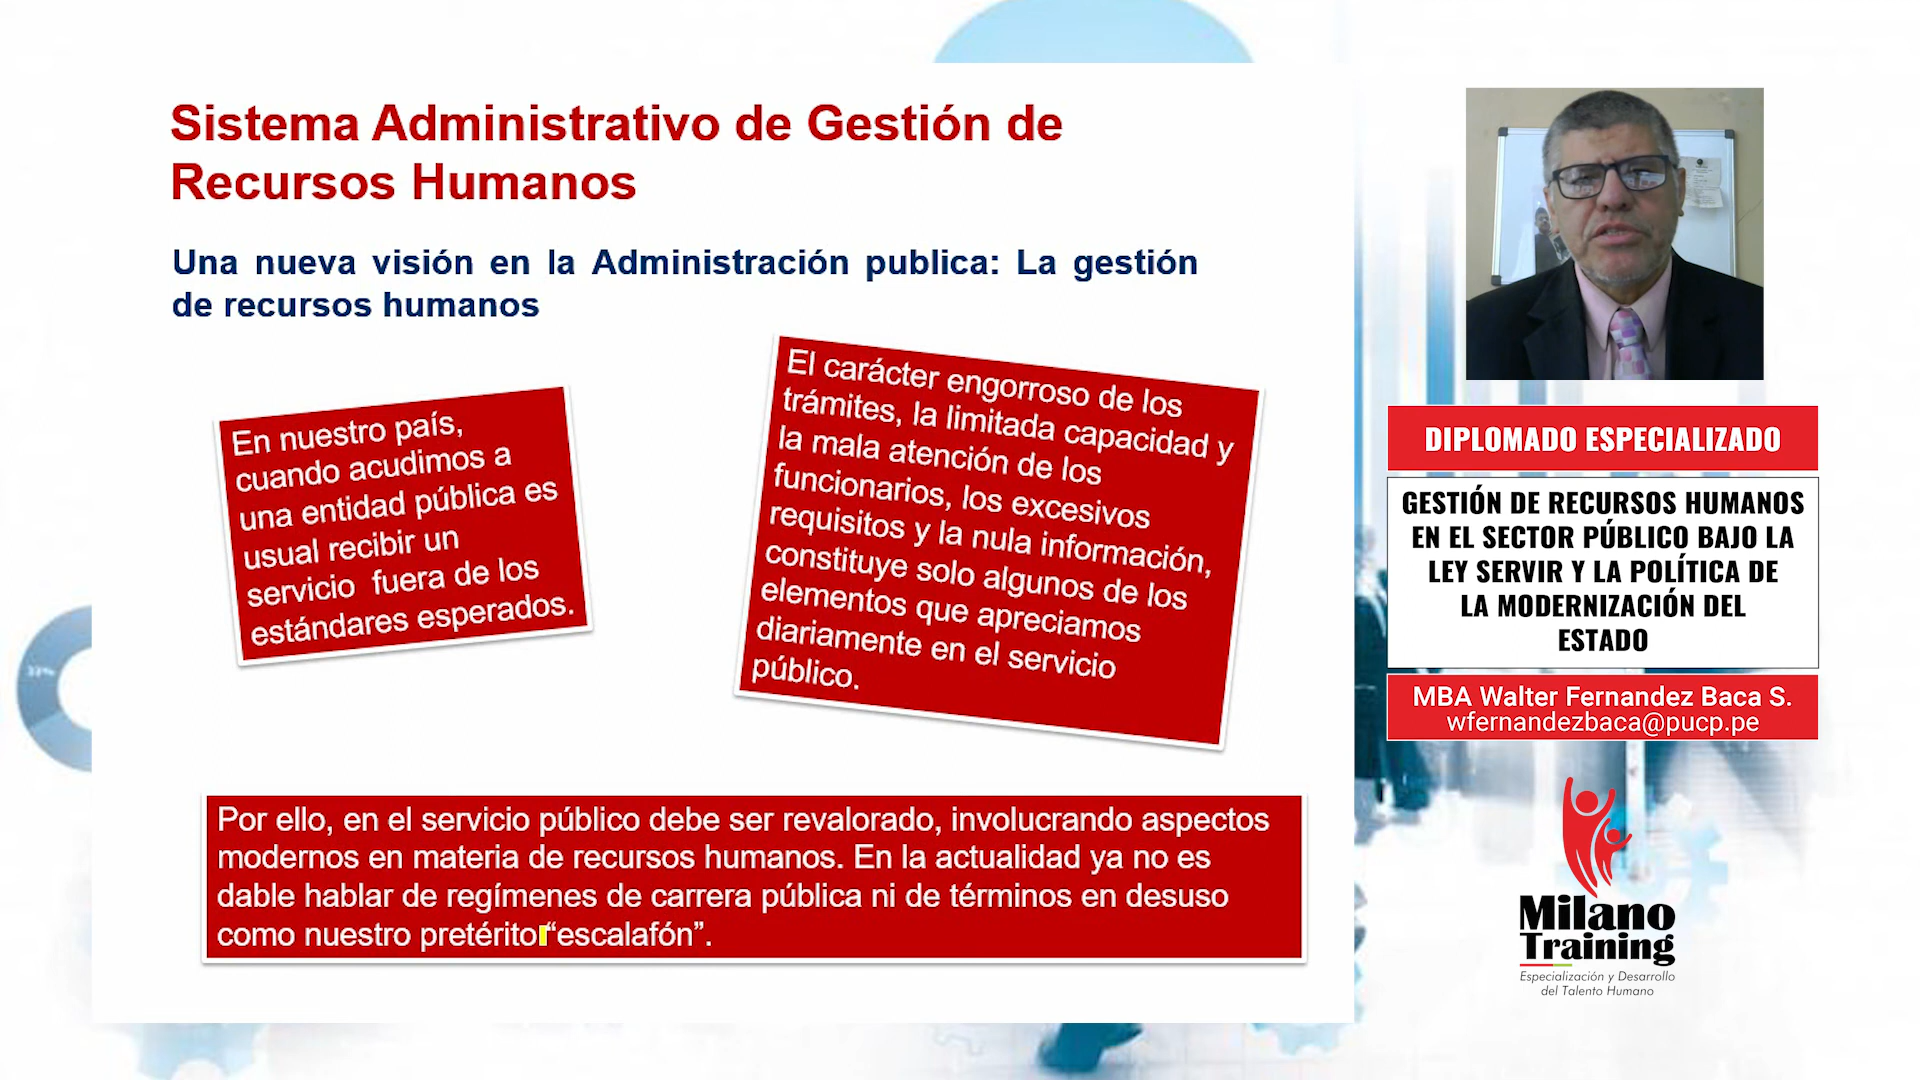 Sistema Administrativo de Gestión de
Recursos Humanos
Una nueva visión en la Administración publica: La gestión
de recursos humanos
En nuestro país,
cuando acudimos a
una entidad pública es
usual recibir un
servicio fuera de los
estándares esperados.
El carácter engorroso de los
trámites, la limitada capacidad y
la mala atención de los
funcionarios, los excesivos
requisitos y la nula información,
constituye solo algunos de los
elementos que apreciamos
diariamente en el servicio
público.
Por ello, en el servicio público debe ser revalorado, involucrando aspectos
modernos en materia de recursos humanos. En la actualidad ya no es
dable hablar de regímenes de carrera pública ni de términos en desuso
como nuestro pretérito “escalafón”.
DIPLOMADO ESPECIALIZADO
GESTIÓN DE RECURSOS HUMANOS
EN EL SECTOR PÚBLICO BAJO LA
LEY SERVIR Y LA POLÍTICA DE
LA MODERNIZACIÓN DEL
ESTADO
MBA Walter Fernandez Baca S.
wfernandezbaca@pucp.pe
Milano
Training
Especialización y Desarrollo
del Talento Humano